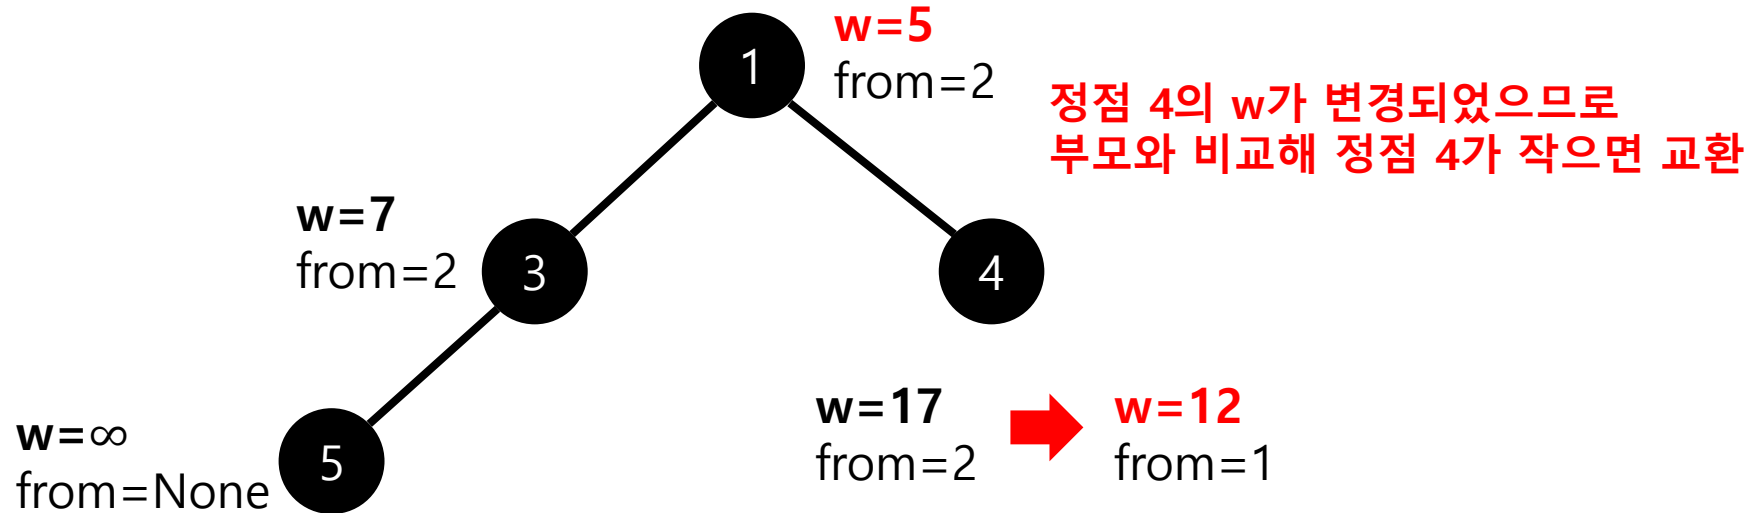 w=5
1
from=2
정점 4의 w가 변경되었으므로
부모와 비교해 정점 4가 작으면 교환
w=7
from=2
3
4
w=17
from=2
w=12
from=1
w=∞
from=None
5